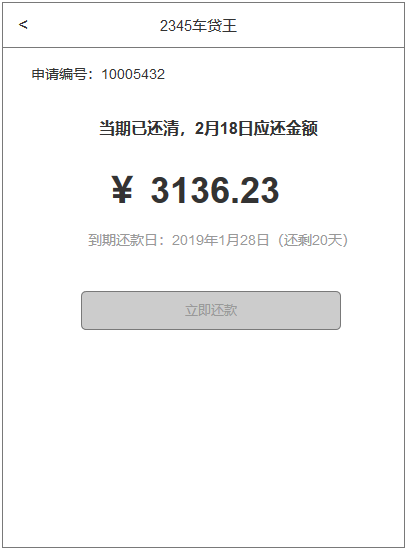 <
2345车贷王
申请编号：10005432
当期已还清，2月18日应还金额
￥ 3136.23
到期还款日：2019年1月28日（还剩20天）
立即还款